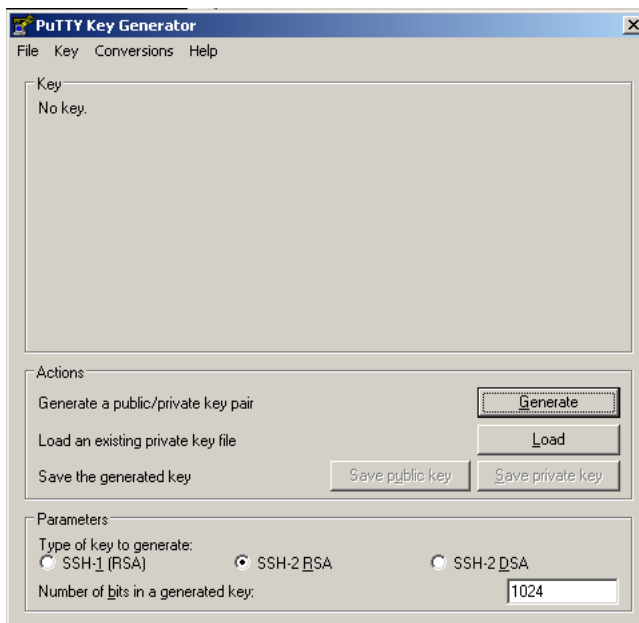 PuTTY Key Generator
File Key Conversions Help
Key
No key.
Actions
Generate a public/private key pair
Generate
Load an existing private key file
Load
Save the generated key
Save public key
Save private key
Parameters
Type of key to generate:
SSH-1 (RSA)
SSH-2 RSA
SSH-2 DSA
Number of bits in a generated key:
1024